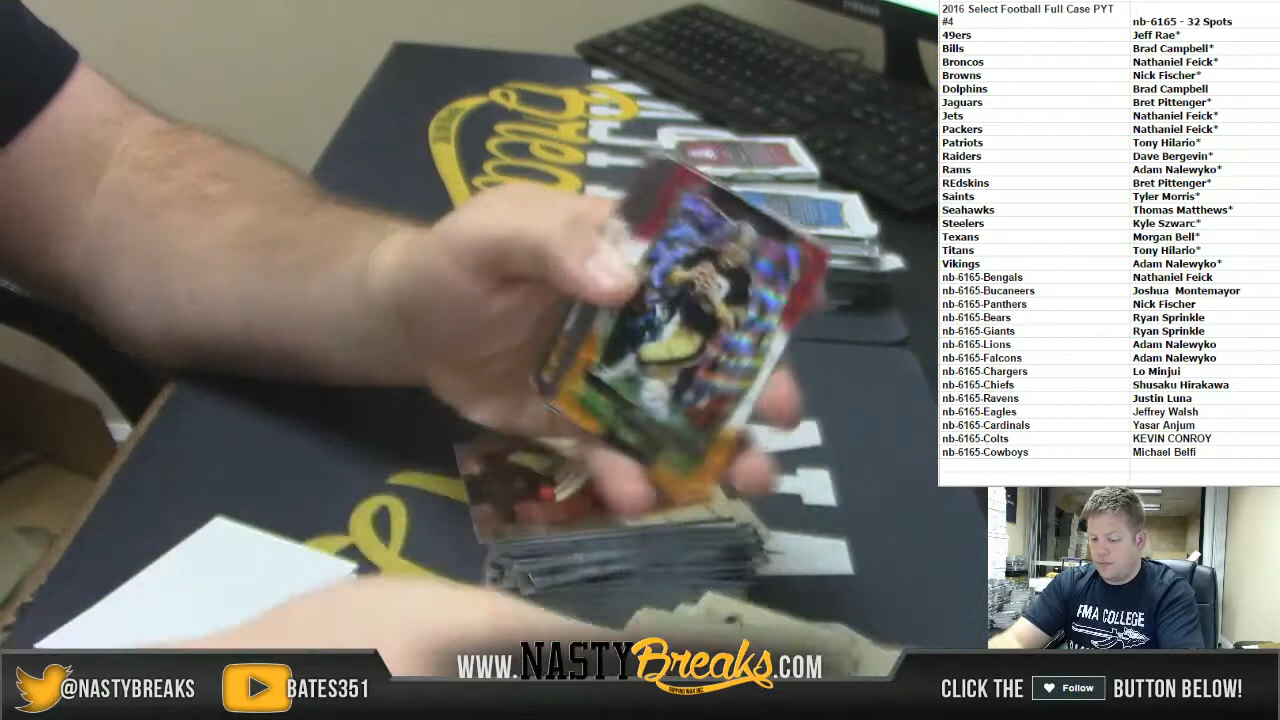 2016 Select Football Full Case PYT
#4 nb-6165 - 32 Spots
49ers Jeff Rae*
Bills Brad Campbell*
Broncos Nathaniel Feick*
Browns Nick Fischer*
Dolphins Brad Campbell
Jaguars Bret Pittenger*
Jets Nathaniel Feick*
Packers Nathaniel Feick*
Patriots Tony Hilario*
Raiders Dave Bergevin*
Rams Adam Nalewyko*
REdskins Bret Pittenger*
Saints Tyler Morris*
Seahawks Thomas Matthews*
Steelers Kyle Szwarc*
Texans Morgan Bell*
Titans Tony Hilario*
Vikings Adam Nalewyko*
nb-6165-Bengals Nathaniel Feick
nb-6165-Bucaneers Joshua Montemayor
nb-6165-Panthers Nick Fischer
nb-6165-Bears Ryan Sprinkle
nb-6165-Giants Ryan Sprinkle
nb-6165-Lions Adam Nalewyko
nb-6165-Falcons Adam Nalewyko
nb-6165-Chargers Lo Minjui
nb-6165-Chiefs Shusaku Hirakawa
nb-6165-Ravens Justin Luna
nb-6165-Eagles Jeffrey Walsh
nb-6165-Cardinals Yasar Anjum
nb-6165-Colts KEVIN CONROY
nb-6165-Cowboys Michael Belfi
FMA COLLEGE
@NASTYBREAKS
BATES351
WWW.NASTYBreaks.COM
RIPPING WAX INC.
CLICK THE Follow BUTTON BELOW!